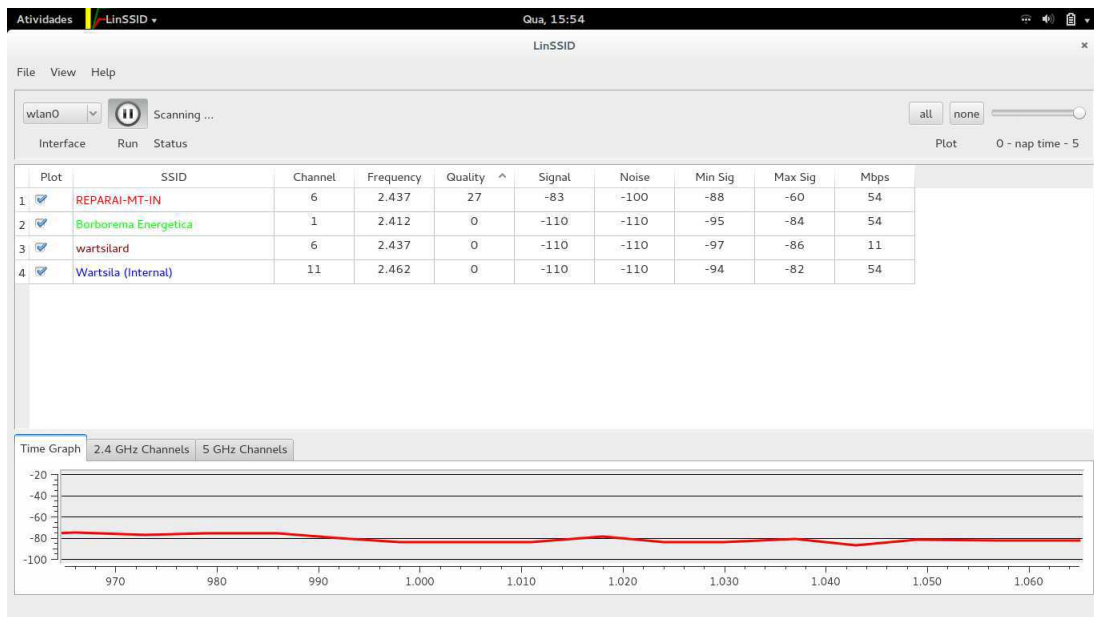 Atividades LinSSID Qua, 15:54
LinSSID ×
File View Help
wlan0 Scanning ... all none
Interface Run Status Plot 0 - nap time - 5
Plot SSID Channel Frequency Quality Signal Noise Min Sig Max Sig Mbps
1 REPARAI-MT-IN 6 2.437 27 -83 -100 -88 -60 54
2 Borborema Energetica 1 2.412 0 -110 -110 -95 -84 54
3 wartsilard 6 2.437 0 -110 -110 -97 -86 11
4 Wartsila (Internal) 11 2.462 0 -110 -110 -94 -82 54
Time Graph 2.4 GHz Channels 5 GHz Channels
-20
-40
-60
-80
-100
970 980 990 1.000 1.010 1.020 1.030 1.040 1.050 1.060